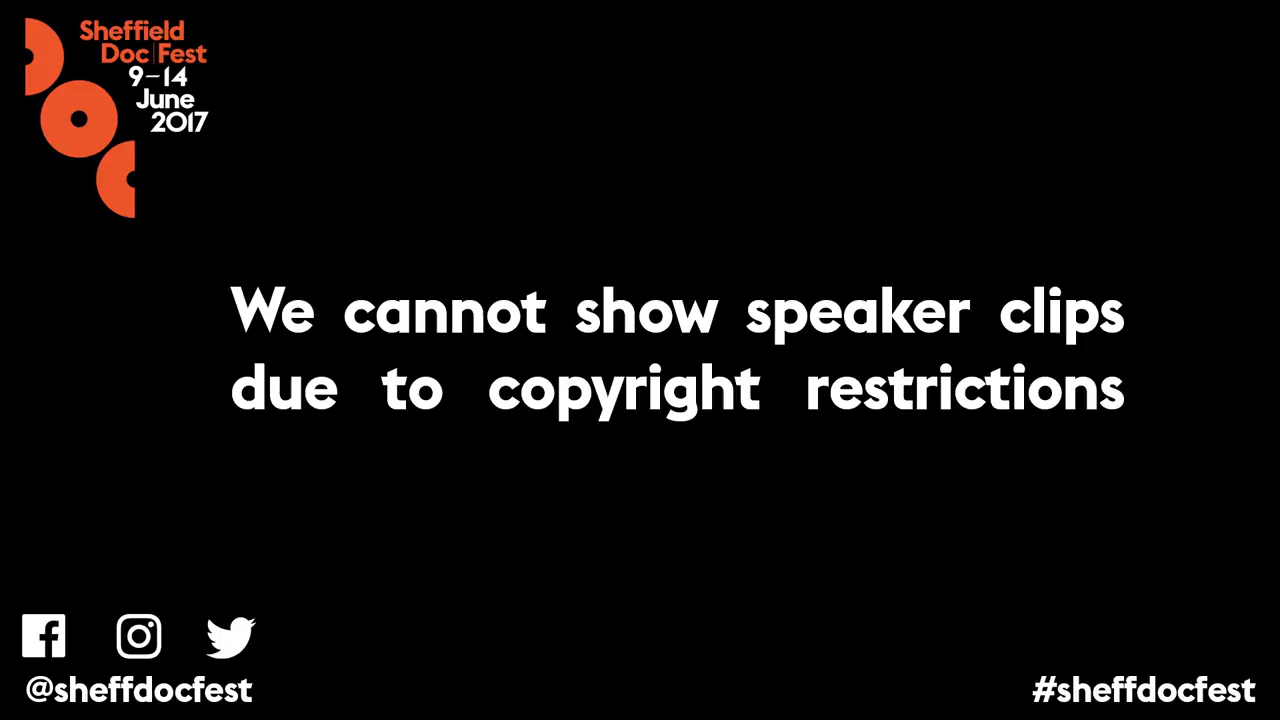 Sheffield
Doc|Fest
9–14
June
2017
We cannot show speaker clips
due to copyright restrictions
@sheffdocfest
#sheffdocfest